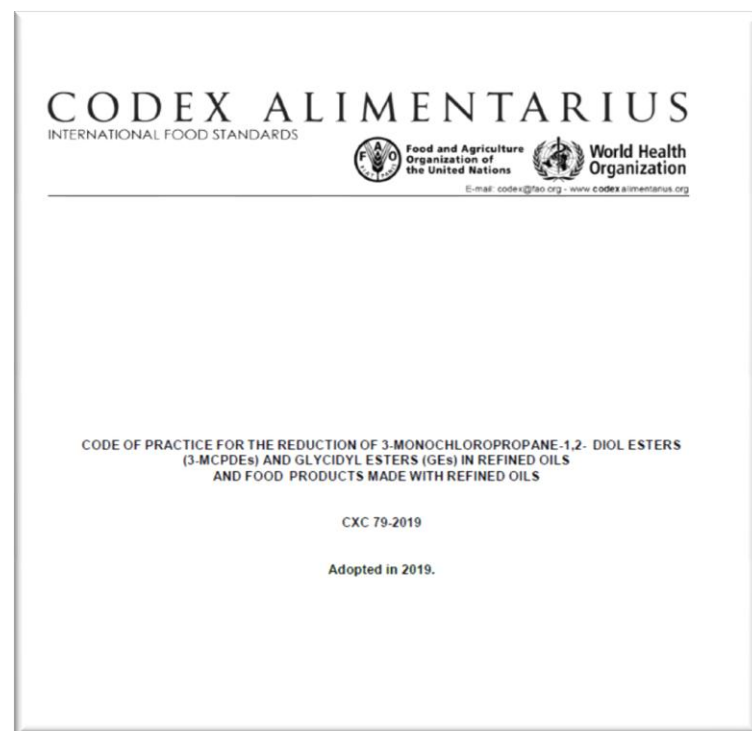 CODEX ALIMENTARIUS
INTERNATIONAL FOOD STANDARDS
Food and Agriculture
Organization of
the United Nations
World Health
Organization
E-mail: codex@fao.org - www.codexalimentarius.org
CODE OF PRACTICE FOR THE REDUCTION OF 3-MONOCHLOROPROPANE-1,2- DIOL ESTERS
(3-MCPDEs) AND GLYCIDYL ESTERS (GEs) IN REFINED OILS
AND FOOD PRODUCTS MADE WITH REFINED OILS
CXC 79-2019
Adopted in 2019.